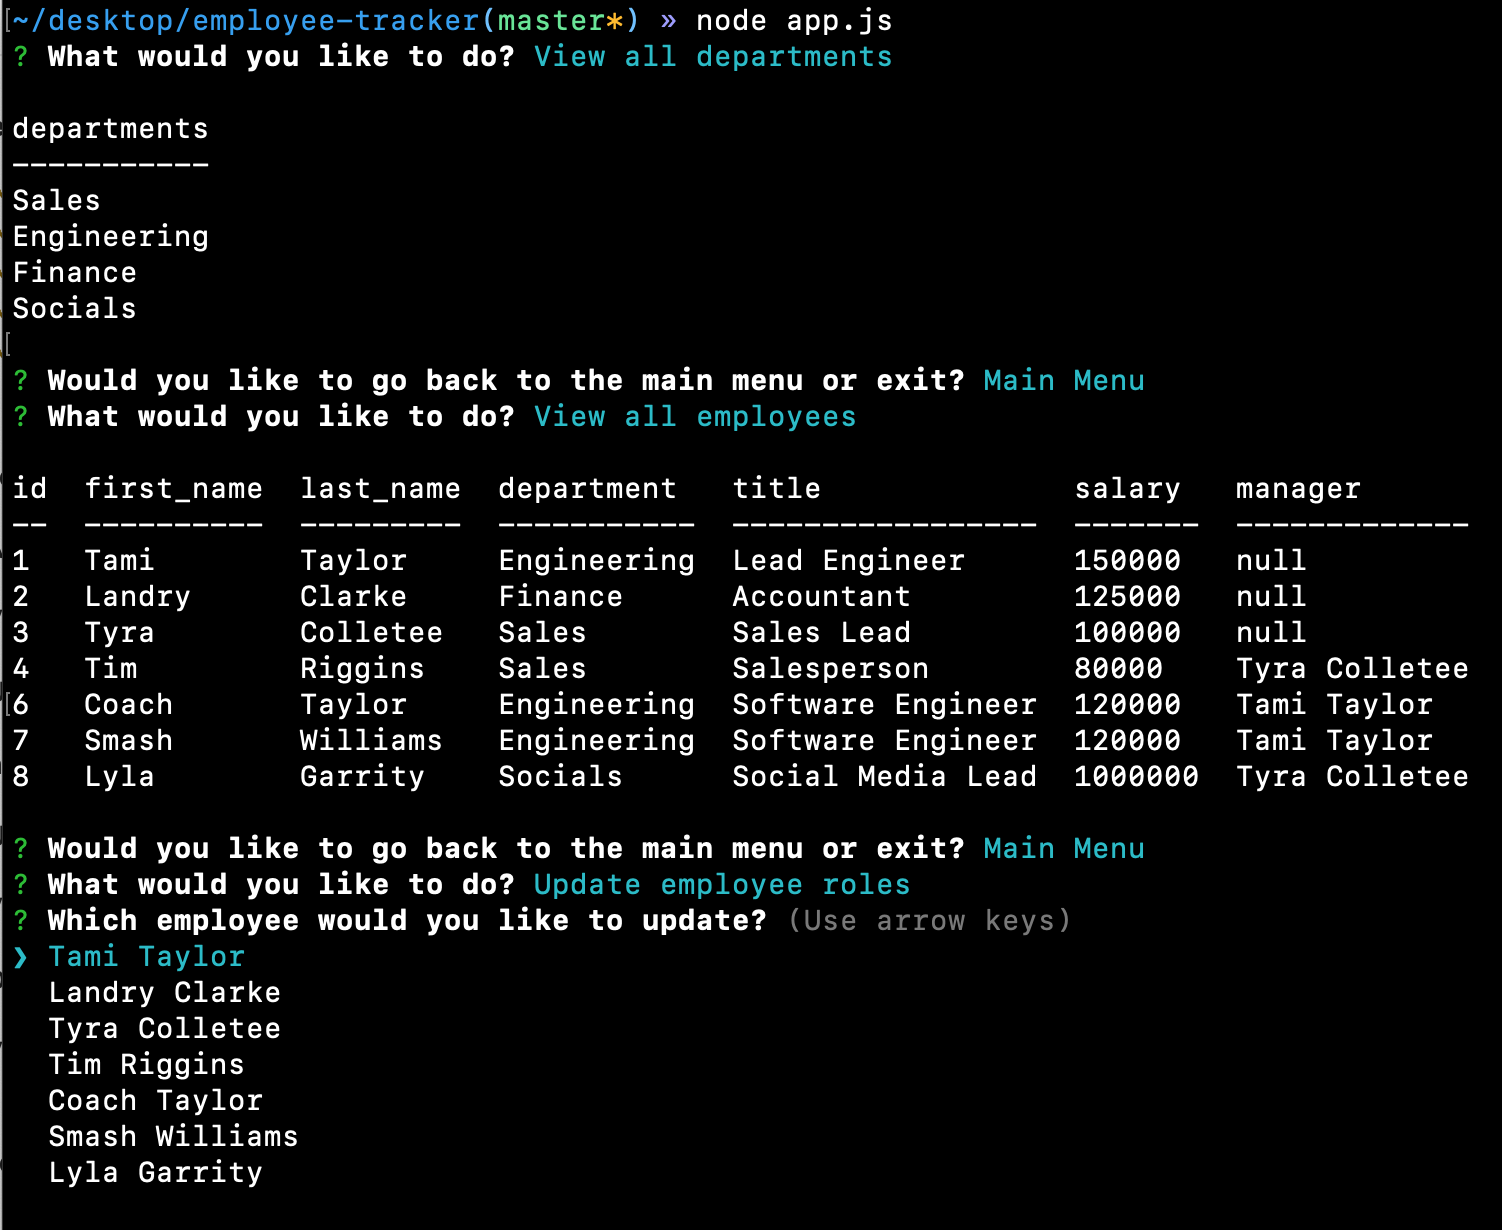 ~/desktop/employee-tracker(master*) » node app.js
? What would you like to do? View all departments
departments
-----------
Sales
Engineering
Finance
Socials
? Would you like to go back to the main menu or exit? Main Menu
? What would you like to do? View all employees
id  first_name  last_name  department   title              salary   manager
--  ----------  ---------  -----------  -----------------  -------  -------------
1   Tami        Taylor     Engineering  Lead Engineer      150000   null
2   Landry      Clarke     Finance      Accountant         125000   null
3   Tyra        Colletee   Sales        Sales Lead         100000   null
4   Tim         Riggins    Sales        Salesperson        80000    Tyra Colletee
6   Coach       Taylor     Engineering  Software Engineer  120000   Tami Taylor
7   Smash       Williams   Engineering  Software Engineer  120000   Tami Taylor
8   Lyla        Garrity    Socials      Social Media Lead  1000000  Tyra Colletee
? Would you like to go back to the main menu or exit? Main Menu
? What would you like to do? Update employee roles
? Which employee would you like to update? (Use arrow keys)
❯ Tami Taylor
  Landry Clarke
  Tyra Colletee
  Tim Riggins
  Coach Taylor
  Smash Williams
  Lyla Garrity